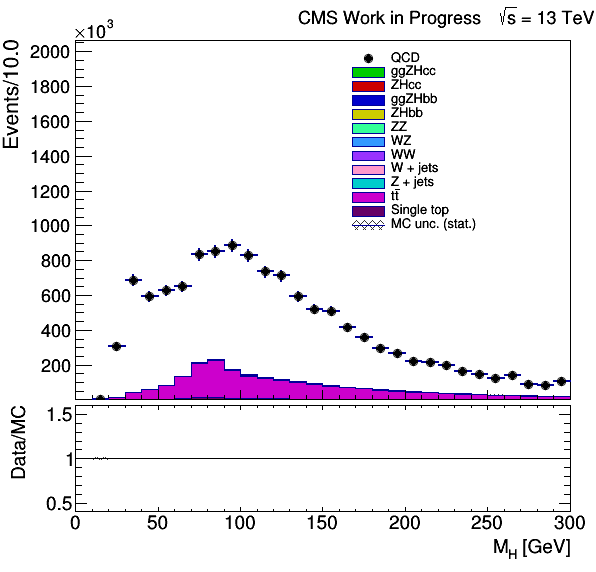 CMS Work in Progress √s = 13 TeV
×10³
Events/10.0
2000
1800
1600
1400
1200
1000
800
600
400
200
QCD
ggZHcc
ZHcc
ggZHbb
ZHbb
ZZ
WZ
WW
W + jets
Z + jets
tt̄
Single top
MC unc. (stat.)
Data/MC
1.5
1
0.5
0 50 100 150 200 250 300
M_H [GeV]